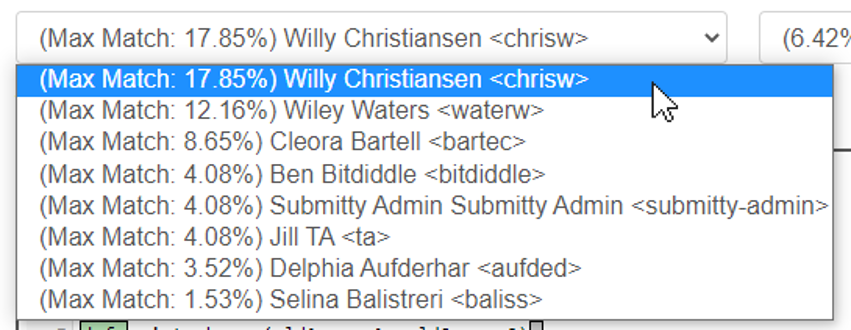 (Max Match: 17.85%) Willy Christiansen <chrisw>
(6.42%
(Max Match: 17.85%) Willy Christiansen <chrisw>
(Max Match: 12.16%) Wiley Waters <waterw>
(Max Match: 8.65%) Cleora Bartell <bartec>
(Max Match: 4.08%) Ben Bitdiddle <bitdiddle>
(Max Match: 4.08%) Submitty Admin Submitty Admin <submitty-admin>
(Max Match: 4.08%) Jill TA <ta>
(Max Match: 3.52%) Delphia Aufderhar <aufded>
(Max Match: 1.53%) Selina Balistreri <baliss>